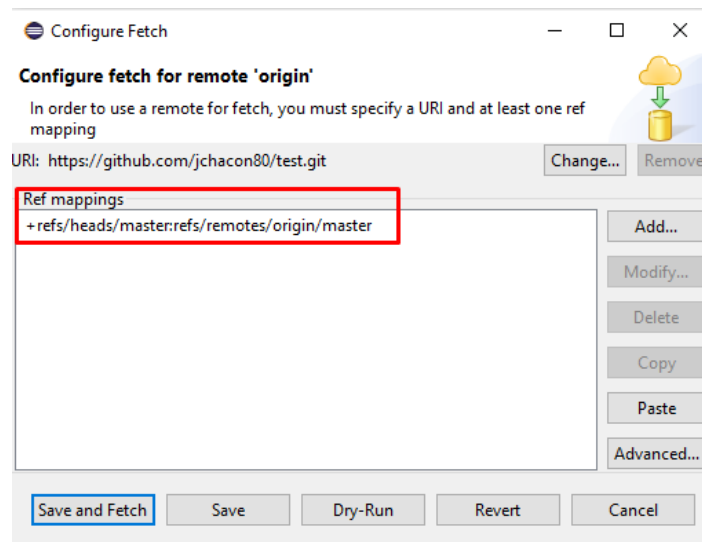 Configure Fetch
Configure fetch for remote 'origin'
In order to use a remote for fetch, you must specify a URI and at least one ref
mapping
URI: https://github.com/jchacon80/test.git
Change...
Remove
Ref mappings
+refs/heads/master:refs/remotes/origin/master
Add...
Modify...
Delete
Copy
Paste
Advanced...
Save and Fetch
Save
Dry-Run
Revert
Cancel